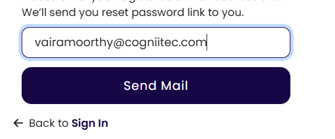 We'll send you reset password link to you.
vairamoorthy@cogniitec.com
Send Mail
← Back to Sign In